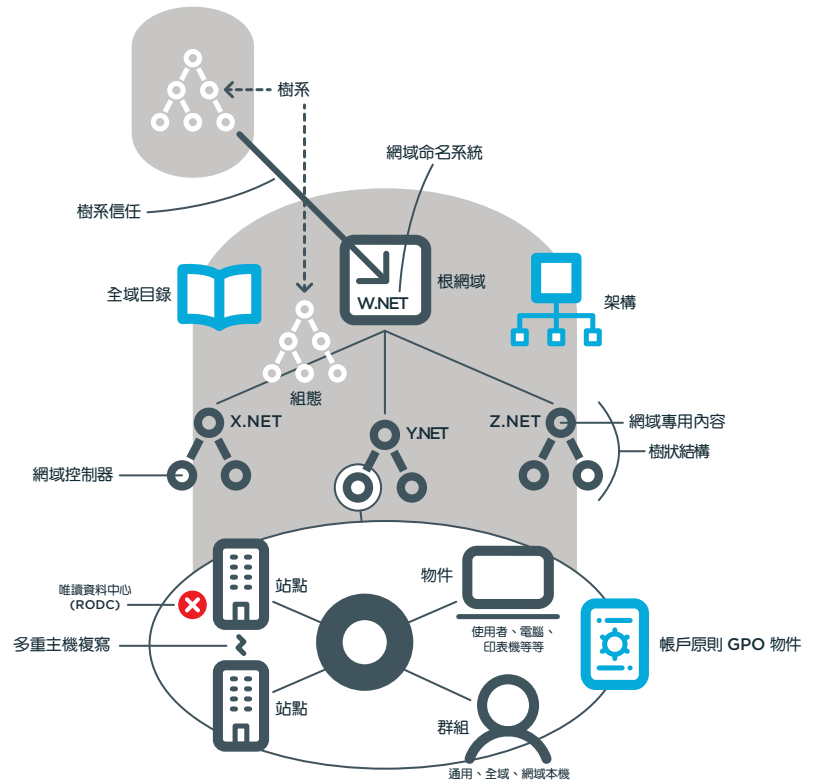 樹系
網域命名系統
樹系信任
全域目錄
W.NET
根網域
架構
組態
X.NET
Y.NET
Z.NET
網域專用內容
樹狀結構
網域控制器
唯讀資料中心
(RODC)
站點
物件
使用者、電腦、
印表機等等
多重主機複寫
帳戶原則 GPO 物件
站點
群組
通用、全域、網域本機